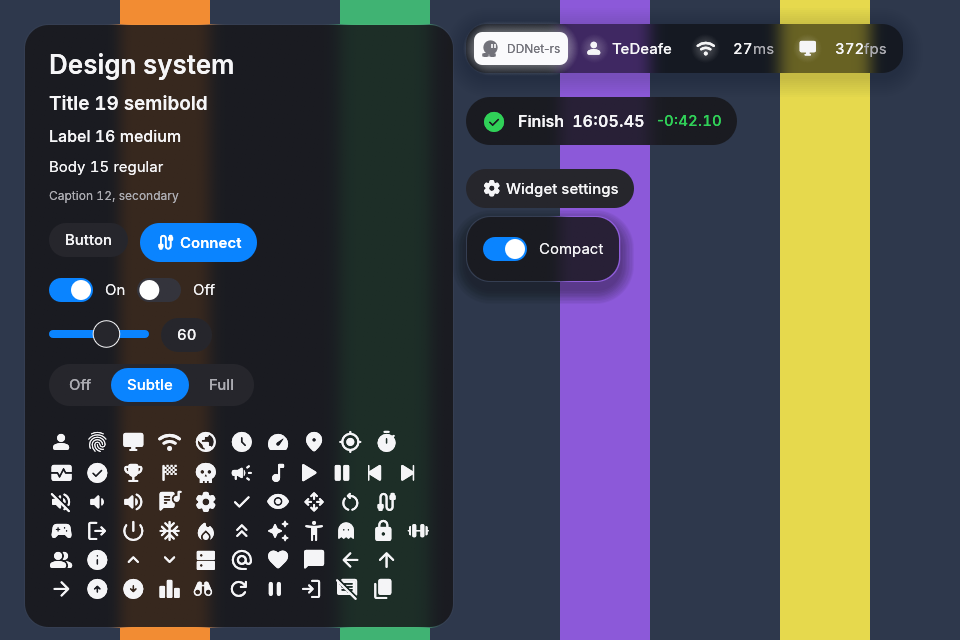 Design system
Title 19 semibold
Label 16 medium
Body 15 regular
Caption 12, secondary
Button
Connect
On
Off
60
Off
Subtle
Full
DDNet-rs
TeDeafe
27ms
372fps
Finish 16:05.45 -0:42.10
Widget settings
Compact